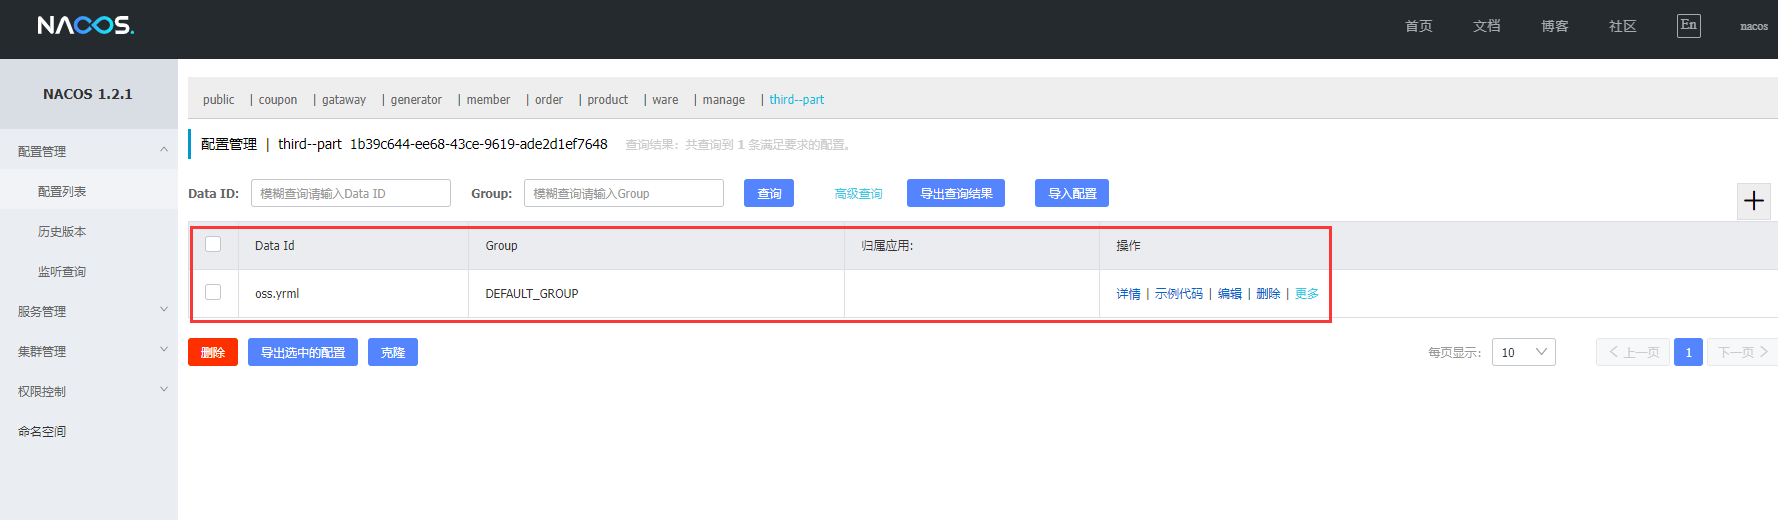 NACOS.
首页 文档 博客 社区 En nacos
NACOS 1.2.1
配置管理
配置列表
历史版本
监听查询
服务管理
集群管理
权限控制
命名空间
public | coupon | gataway | generator | member | order | product | ware | manage | third--part
配置管理 | third--part 1b39c644-ee68-43ce-9619-ade2d1ef7648 查询结果：共查询到 1 条满足要求的配置。
Data ID: 模糊查询请输入Data ID Group: 模糊查询请输入Group 查询 高级查询 导出查询结果 导入配置
Data Id Group 归属应用: 操作
oss.yrml DEFAULT_GROUP 详情 | 示例代码 | 编辑 | 删除 | 更多
删除 导出选中的配置 克隆 每页显示: 10 上一页 1 下一页